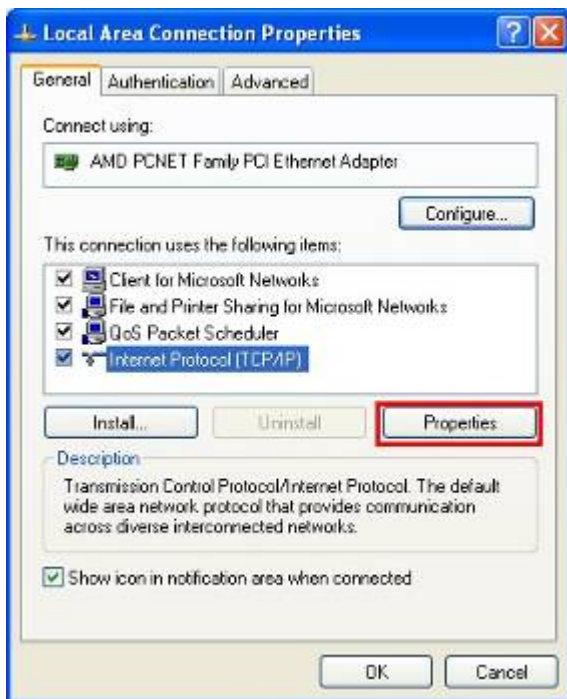 Local Area Connection Properties
General Authentication Advanced
Connect using:
AMD PCNET Family PCI Ethernet Adapter
Configure...
This connection uses the following items:
Client for Microsoft Networks
File and Printer Sharing for Microsoft Networks
QoS Packet Scheduler
Internet Protocol (TCP/IP)
Install... Uninstall Properties
Description
Transmission Control Protocol/Internet Protocol. The default
wide area network protocol that provides communication
across diverse interconnected networks.
Show icon in notification area when connected
OK Cancel